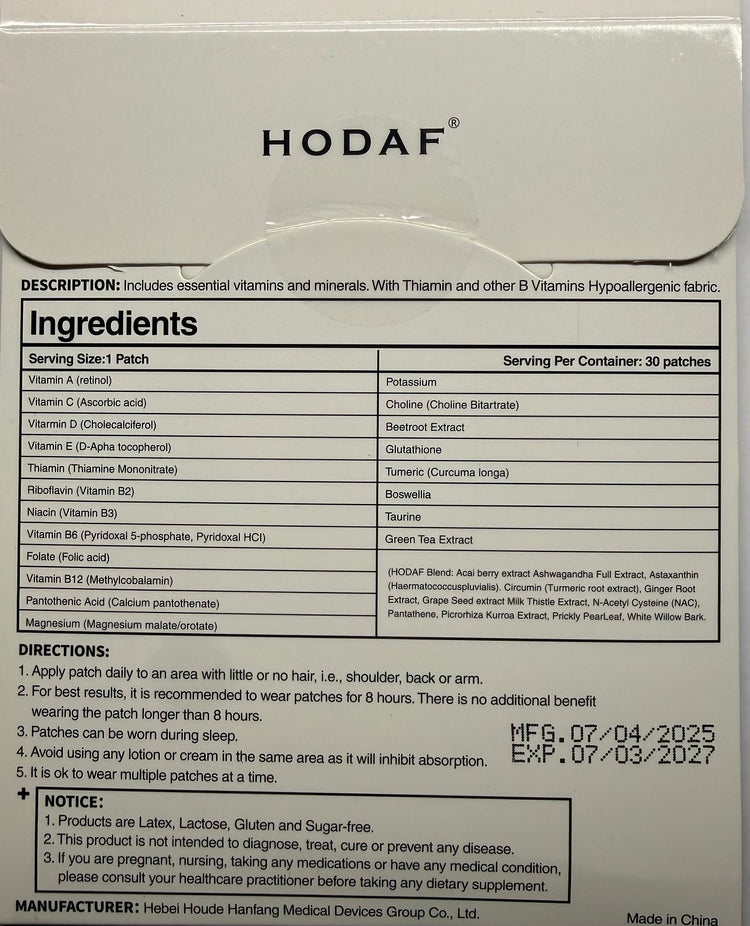 HODAF®
DESCRIPTION: Includes essential vitamins and minerals. With Thiamin and other B Vitamins Hypoallergenic fabric.
Ingredients
Serving Size:1 Patch
Serving Per Container: 30 patches
Vitamin A (retinol)
Vitamin C (Ascorbic acid)
Vitarmin D (Cholecalciferol)
Vitamin E (D-Apha tocopherol)
Thiamin (Thiamine Mononitrate)
Riboflavin (Vitamin B2)
Niacin (Vitamin B3)
Vitamin B6 (Pyridoxal 5-phosphate, Pyridoxal HCI)
Folate (Folic acid)
Vitamin B12 (Methylcobalamin)
Pantothenic Acid (Calcium pantothenate)
Magnesium (Magnesium malate/orotate)
Potassium
Choline (Choline Bitartrate)
Beetroot Extract
Glutathione
Tumeric (Curcuma longa)
Boswellia
Taurine
Green Tea Extract
(HODAF Blend: Acai berry extract Ashwagandha Full Extract, Astaxanthin
(Haermatococcuspluvialis). Circumin (Turmeric root extract), Ginger Root
Extract, Grape Seed extract Milk Thistle Extract, N-Acetyl Cysteine (NAC),
Pantathene, Picrorhiza Kurroa Extract, Prickly PearLeaf, White Willow Bark.
DIRECTIONS:
1. Apply patch daily to an area with little or no hair, i.e., shoulder, back or arm.
2. For best results, it is recommended to wear patches for 8 hours. There is no additional benefit
wearing the patch longer than 8 hours.
3. Patches can be worn during sleep.
4. Avoid using any lotion or cream in the same area as it will inhibit absorption.
5. It is ok to wear multiple patches at a time.
MFG.07/04/2025
EXP.07/03/2027
+ NOTICE:
1. Products are Latex, Lactose, Gluten and Sugar-free.
2. This product is not intended to diagnose, treat, cure or prevent any disease.
3. If you are pregnant, nursing, taking any medications or have any medical condition,
please consult your healthcare practitioner before taking any dietary supplement.
MANUFACTURER: Hebei Houde Hanfang Medical Devices Group Co., Ltd.
Made in China